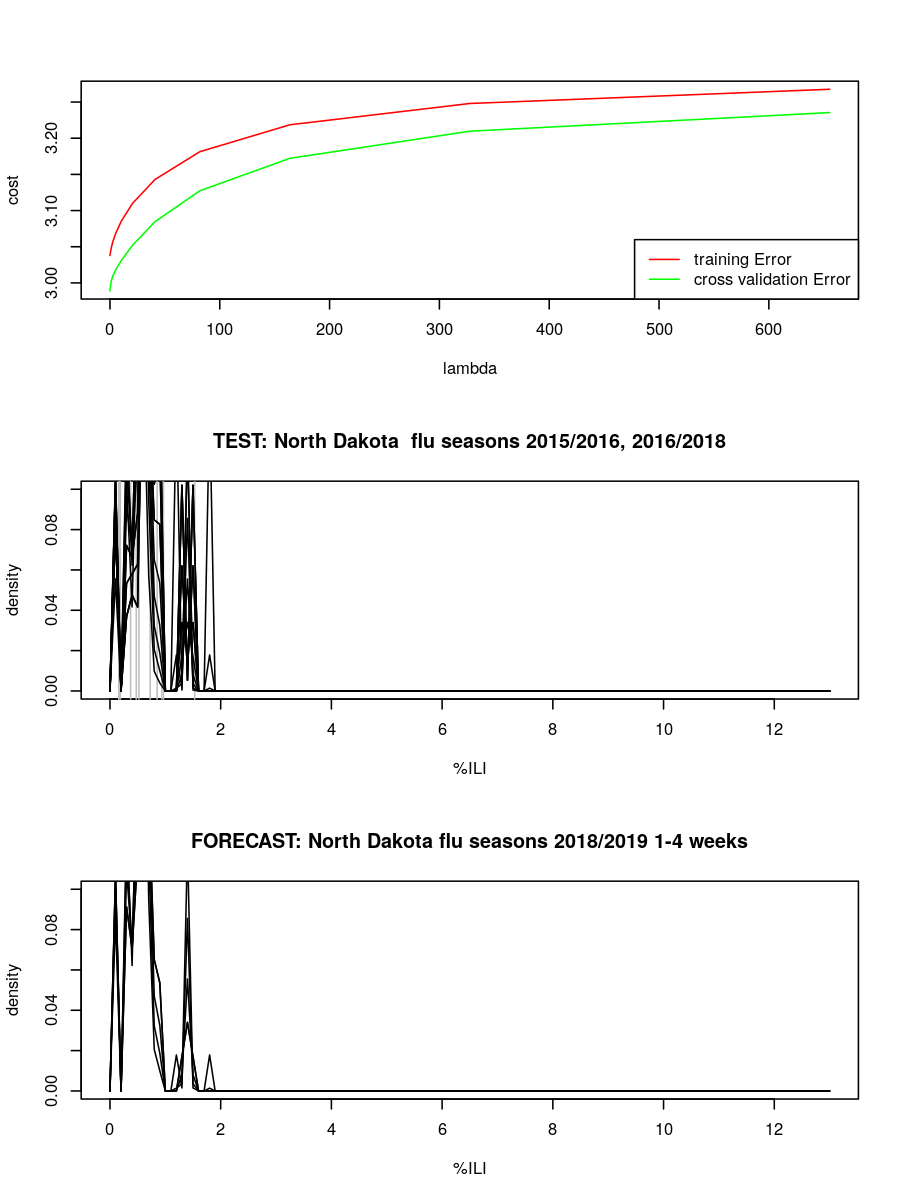 cost
3.00 3.10 3.20
training Error
cross validation Error
0 100 200 300 400 500 600
lambda
TEST: North Dakota  flu seasons 2015/2016, 2016/2018
density
0.00 0.04 0.08
0 2 4 6 8 10 12
%ILI
FORECAST: North Dakota flu seasons 2018/2019 1-4 weeks
density
0.00 0.04 0.08
0 2 4 6 8 10 12
%ILI